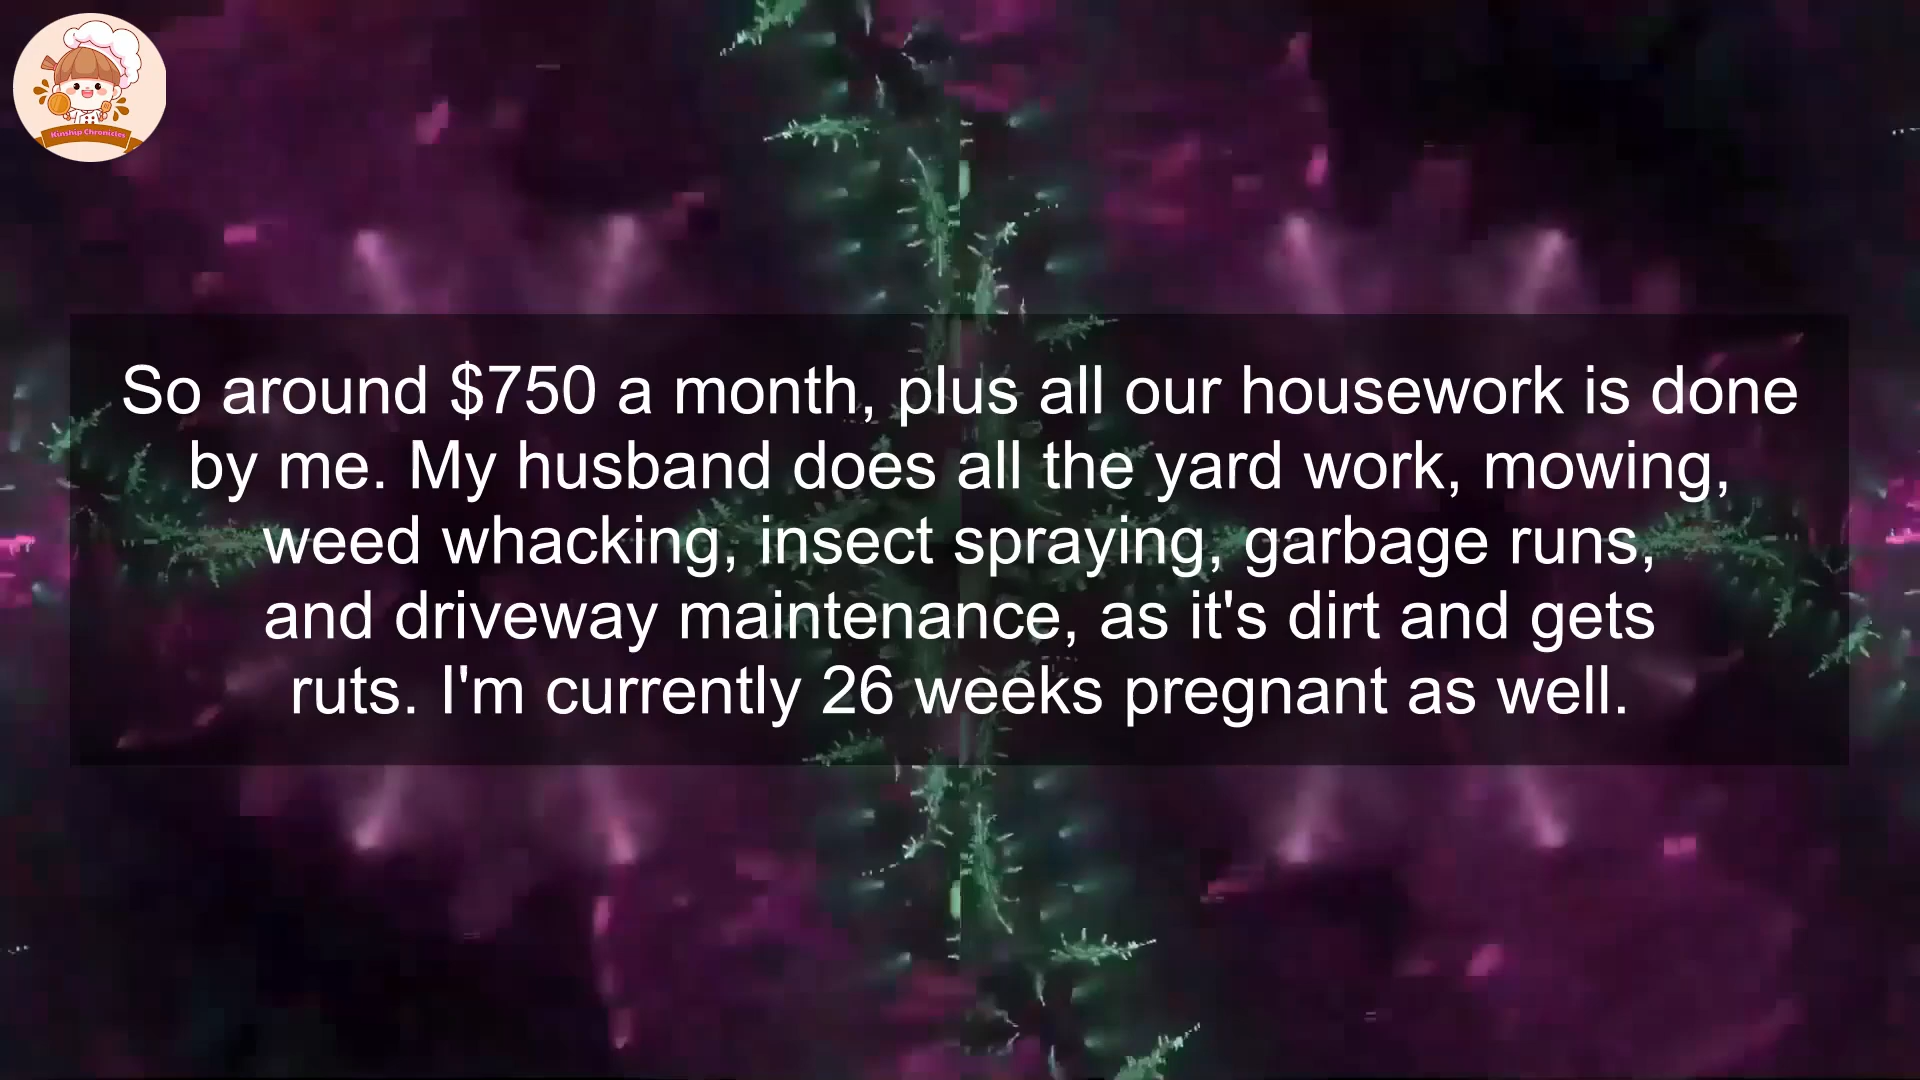 Kinship Chronicles
So around $750 a month, plus all our housework is done
by me. My husband does all the yard work, mowing,
weed whacking, insect spraying, garbage runs,
and driveway maintenance, as it's dirt and gets
ruts. I'm currently 26 weeks pregnant as well.